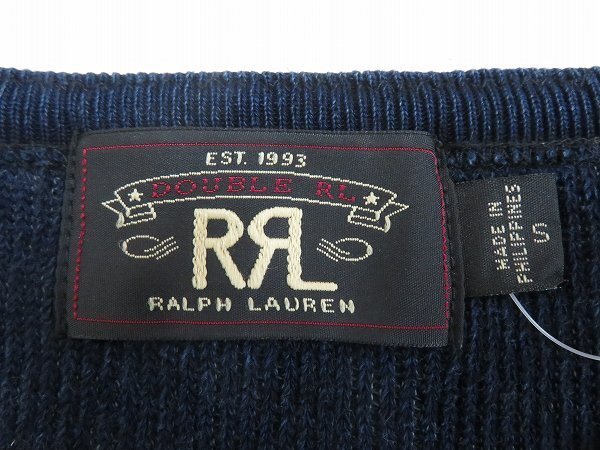 EST. 1993
DOUBLE RL
RRL
RALPH LAUREN
MADE IN
PHILIPPINES
S